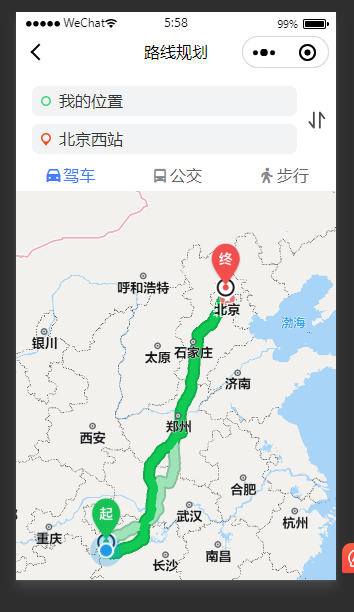 WeChat 5:58 99%
路线规划
我的位置
北京西站
驾车 公交 步行
终
呼和浩特
北京
渤海
银川
太原 石家庄
济南
郑州
西安
合肥
起
武汉 杭州
重庆
长沙 南昌